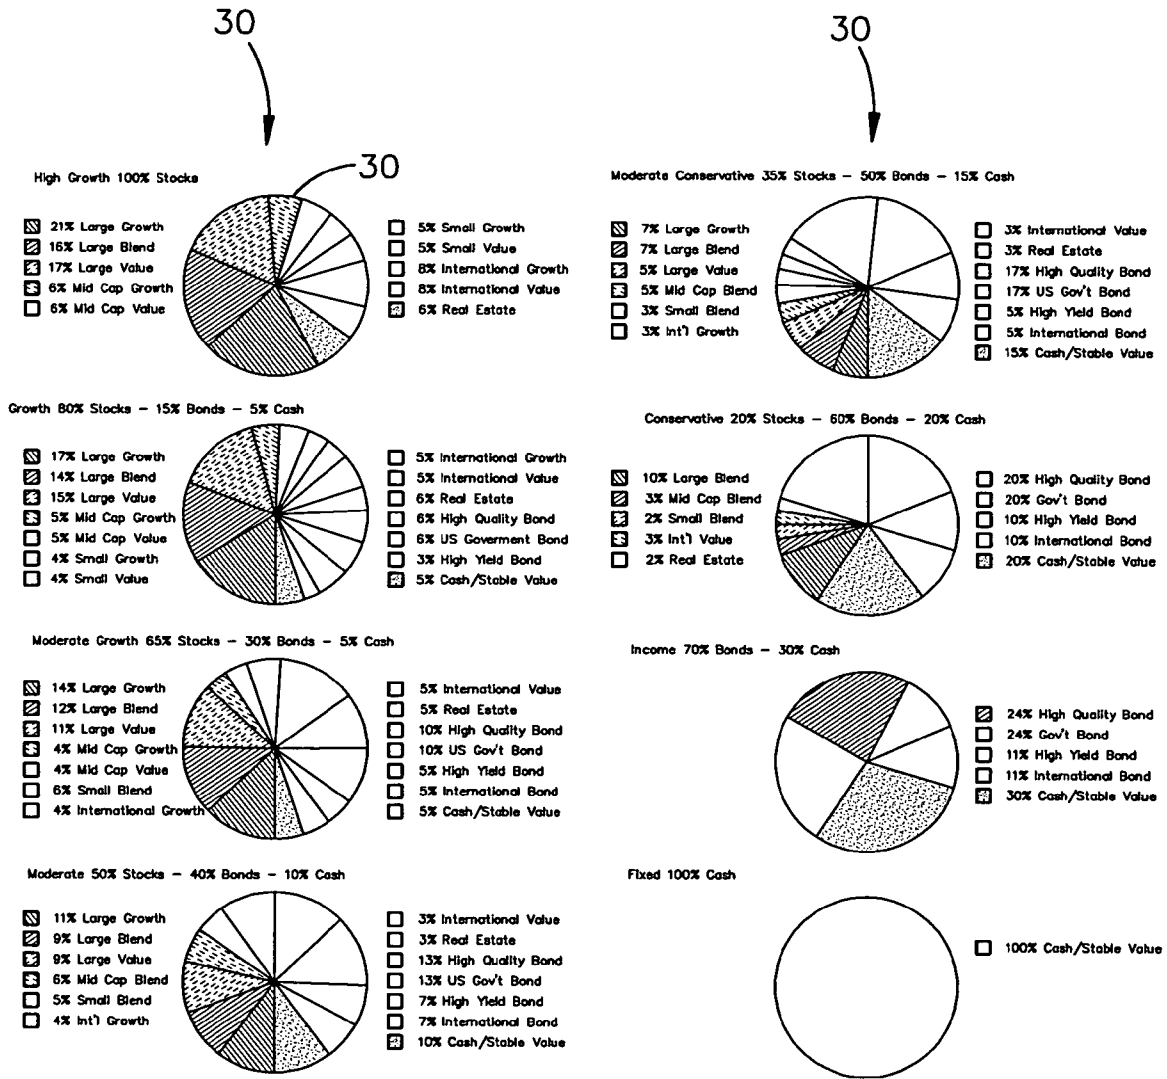 30
30
High Growth 100% Stocks
30
21% Large Growth
16% Large Blend
17% Large Value
6% Mid Cap Growth
6% Mid Cap Value
5% Small Growth
5% Small Value
8% International Growth
8% International Value
6% Real Estate
Growth 80% Stocks - 15% Bonds - 5% Cash
17% Large Growth
14% Large Blend
15% Large Value
5% Mid Cap Growth
5% Mid Cap Value
4% Small Growth
4% Small Value
5% International Growth
5% International Value
6% Real Estate
6% High Quality Bond
6% US Goverment Bond
3% High Yield Bond
5% Cash/Stable Value
Moderate Growth 65% Stocks - 30% Bonds - 5% Cash
14% Large Growth
12% Large Blend
11% Large Value
4% Mid Cap Growth
4% Mid Cap Value
6% Small Blend
4% International Growth
5% International Value
5% Real Estate
10% High Quality Bond
10% US Gov't Bond
5% High Yield Bond
5% International Bond
5% Cash/Stable Value
Moderate 50% Stocks - 40% Bonds - 10% Cash
11% Large Growth
9% Large Blend
9% Large Value
6% Mid Cap Blend
5% Small Blend
4% Int'l Growth
3% International Value
3% Real Estate
13% High Quality Bond
13% US Gov't Bond
7% High Yield Bond
7% International Bond
10% Cash/Stable Value
Moderate Conservative 35% Stocks - 50% Bonds - 15% Cash
7% Large Growth
7% Large Blend
5% Large Value
5% Mid Cap Blend
3% Small Blend
3% Int'l Growth
3% International Value
3% Real Estate
17% High Quality Bond
17% US Gov't Bond
5% High Yield Bond
5% International Bond
15% Cash/Stable Value
Conservative 20% Stocks - 60% Bonds - 20% Cash
10% Large Blend
3% Mid Cap Blend
2% Small Blend
3% Int'l Value
2% Real Estate
20% High Quality Bond
20% Gov't Bond
10% High Yield Bond
10% International Bond
20% Cash/Stable Value
Income 70% Bonds - 30% Cash
24% High Quality Bond
24% Gov't Bond
11% High Yield Bond
11% International Bond
30% Cash/Stable Value
Fixed 100% Cash
100% Cash/Stable Value